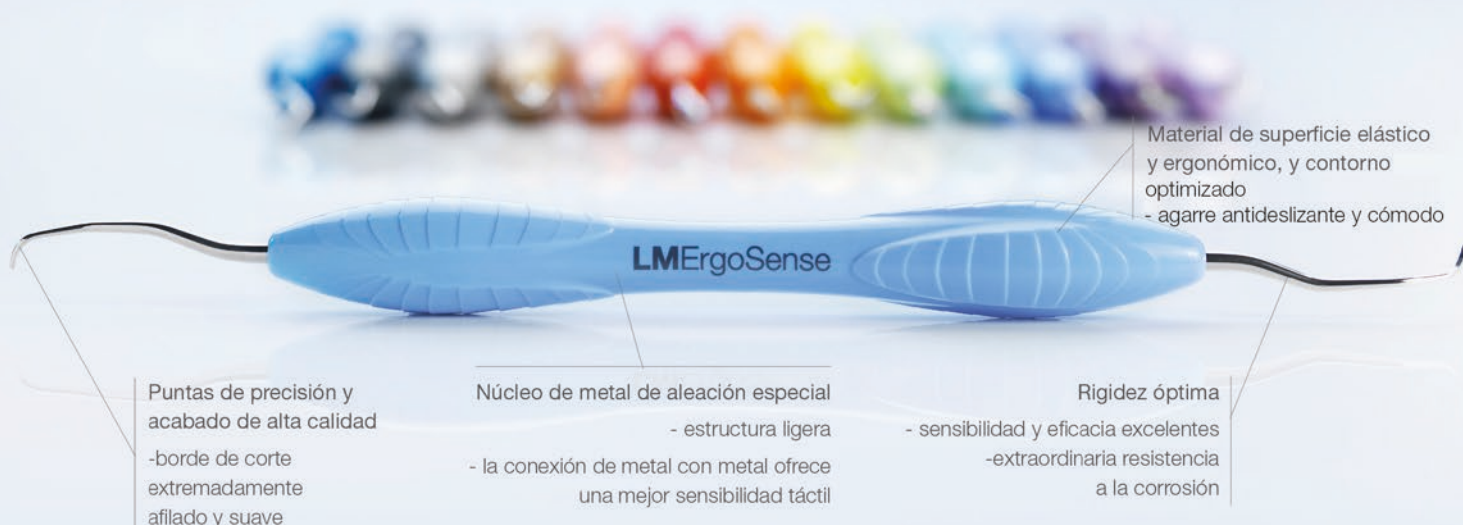 Material de superficie elástico
y ergonómico, y contorno
optimizado
- agarre antideslizante y cómodo
LMErgoSense
Puntas de precisión y
acabado de alta calidad
-borde de corte
extremadamente
afilado y suave
Núcleo de metal de aleación especial
- estructura ligera
- la conexión de metal con metal ofrece
una mejor sensibilidad táctil
Rigidez óptima
- sensibilidad y eficacia excelentes
-extraordinaria resistencia
a la corrosión